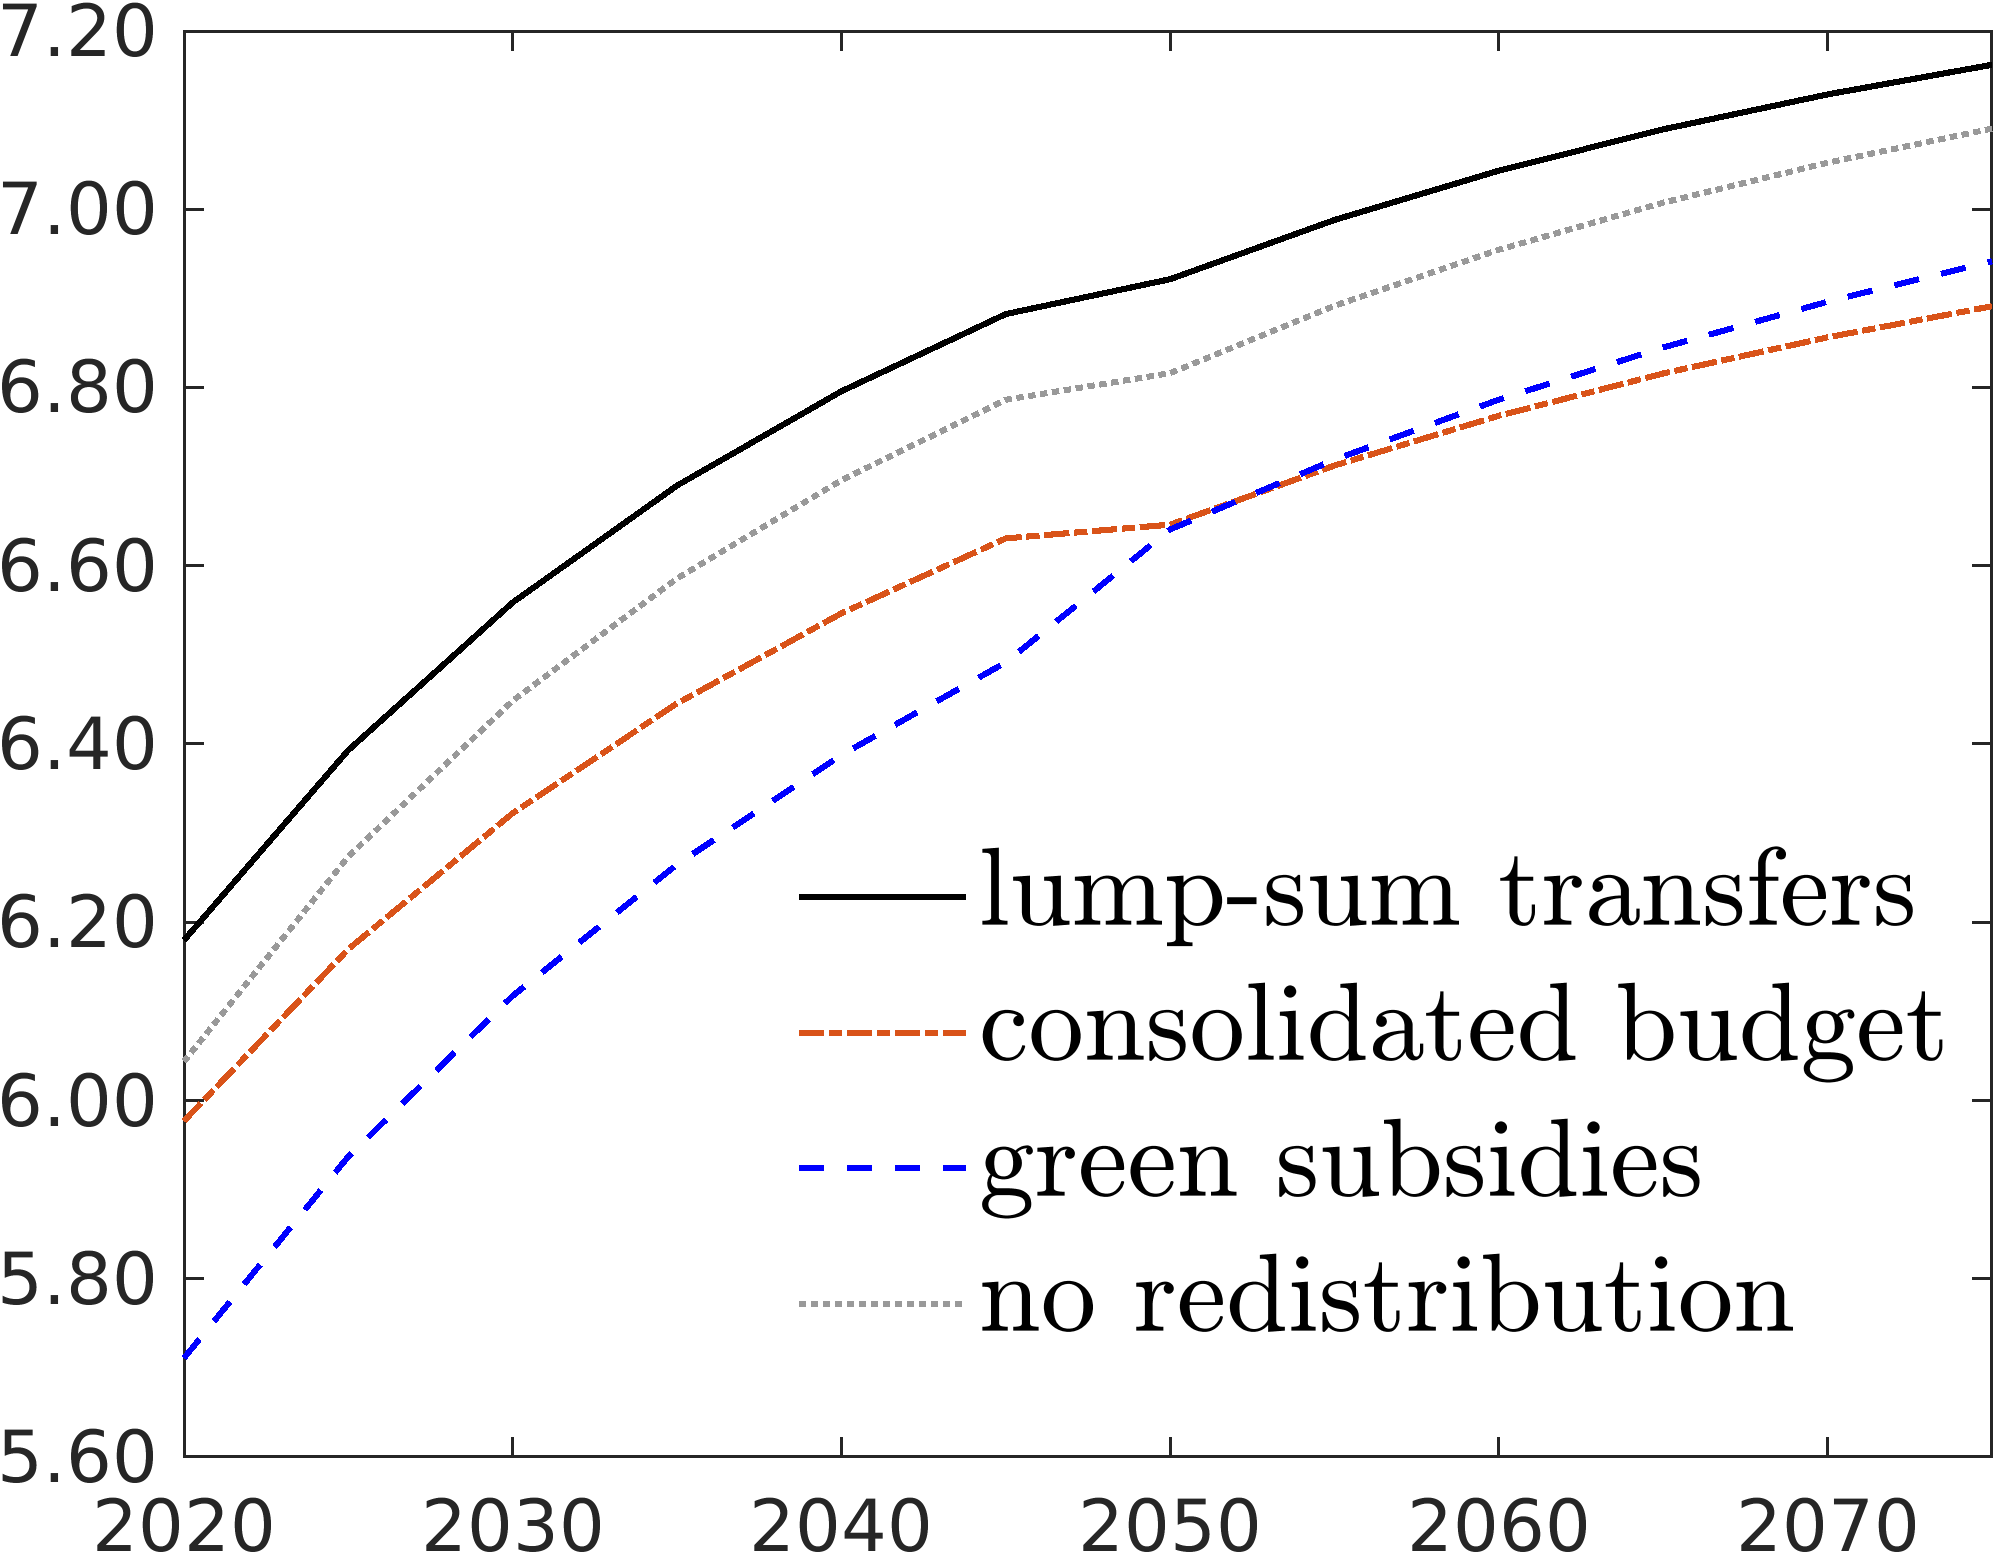 7.20
7.00
6.80
6.60
6.40
6.20
6.00
5.80
5.60
lump-sum transfers
consolidated budget
green subsidies
no redistribution
2020 2030 2040 2050 2060 2070